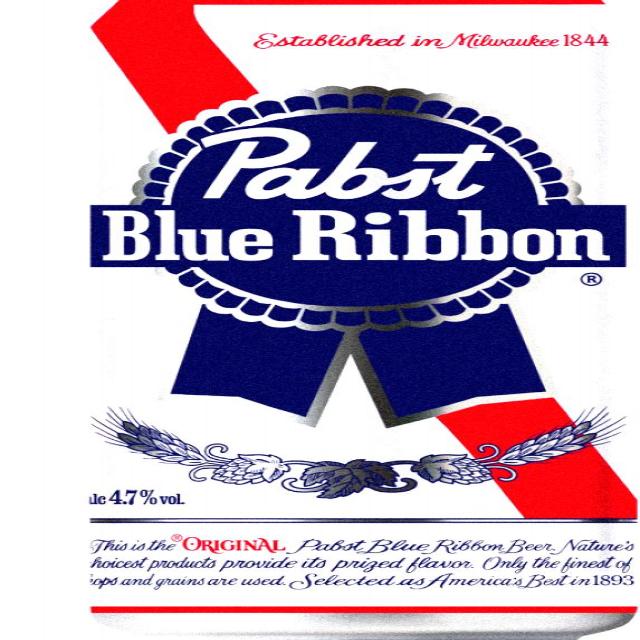 Established in Milwaukee 1844
Pabst
Blue Ribbon
®
alc 4.7% vol.
This is the ®ORIGINAL Pabst Blue Ribbon Beer. Nature's
hoicest products provide its prized flavor. Only the finest of
hops and grains are used. Selected as America's Best in 1893